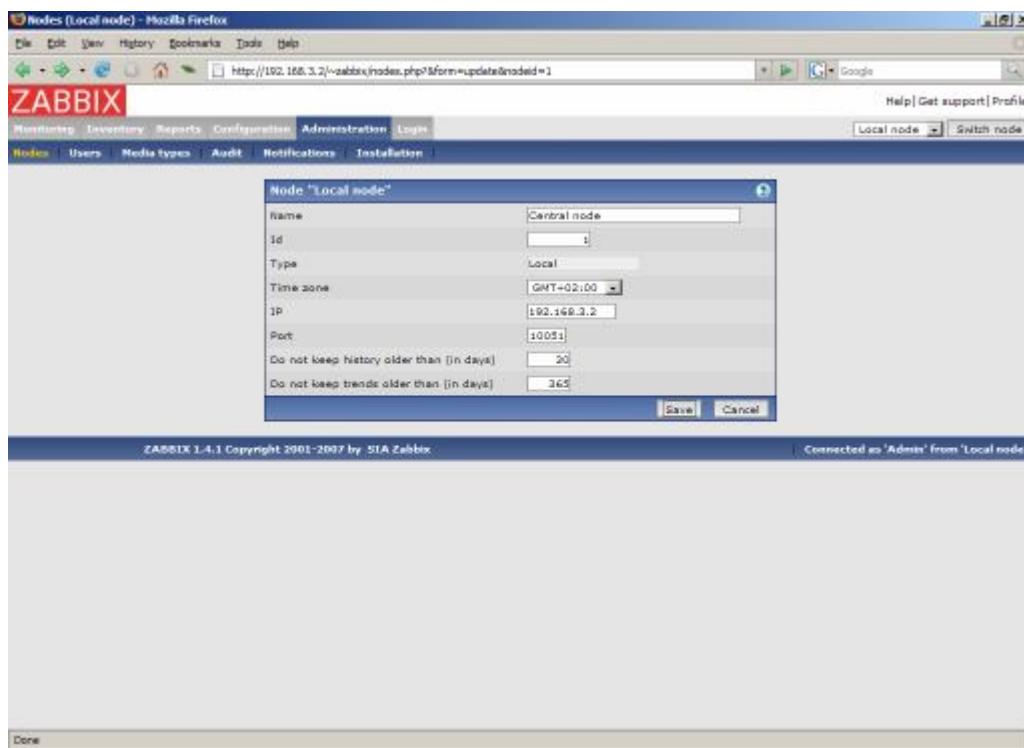 Nodes (Local node) - Mozilla Firefox
File Edit View History Bookmarks Tools Help
http://192.168.3.2/~zabbix/nodes.php?&form=update&nodeid=1 Google
ZABBIX
Help | Get support | Profile
Monitoring Inventory Reports Configuration Administration Login Local node Switch node
Nodes Users Media types Audit Notifications Installation
Node "Local node"
Name Central node
Id 1
Type Local
Time zone GMT+02:00
IP 192.168.3.2
Port 10051
Do not keep history older than (in days) 30
Do not keep trends older than (in days) 365
Save Cancel
ZABBIX 1.4.1 Copyright 2001-2007 by SIA Zabbix Connected as 'Admin' from 'Local node
Done